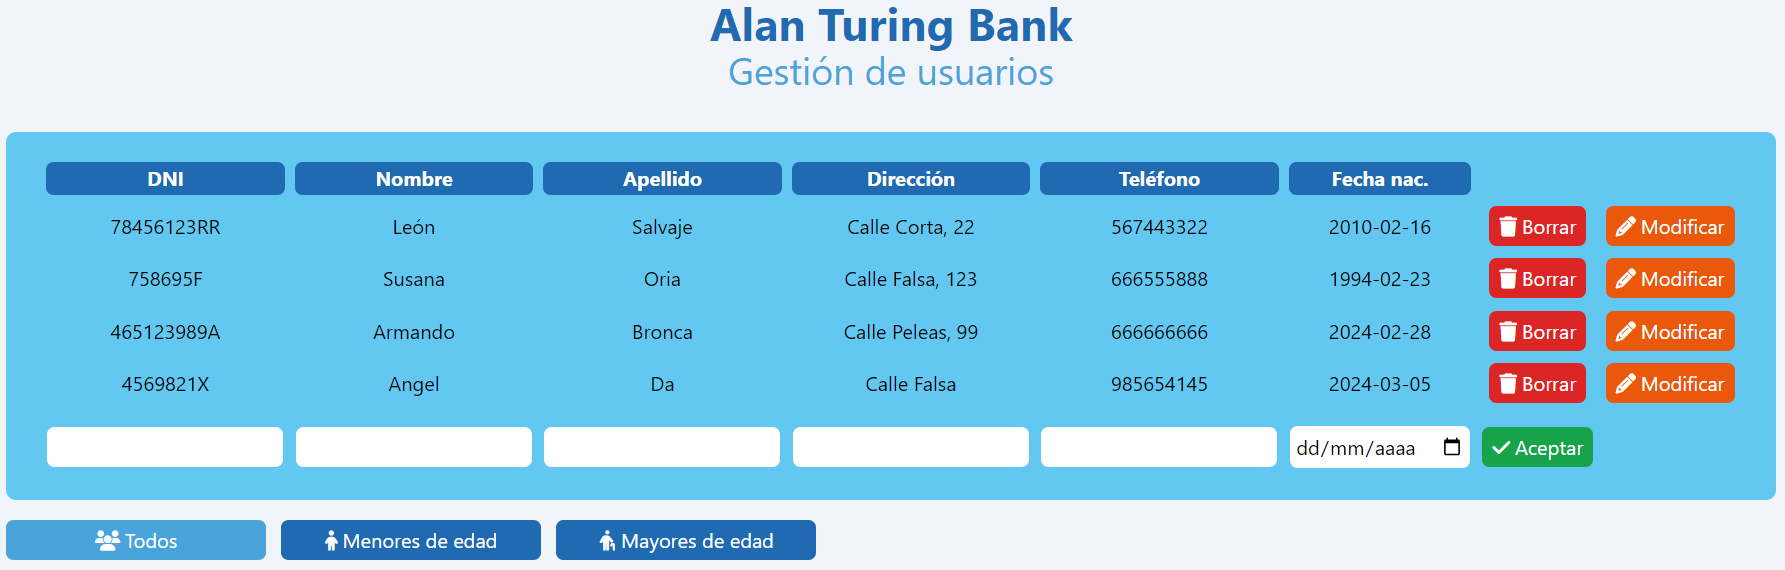 Alan Turing Bank
Gestión de usuarios
DNI Nombre Apellido Dirección Teléfono Fecha nac.
78456123RR León Salvaje Calle Corta, 22 567443322 2010-02-16 Borrar Modificar
758695F Susana Oria Calle Falsa, 123 666555888 1994-02-23 Borrar Modificar
465123989A Armando Bronca Calle Peleas, 99 666666666 2024-02-28 Borrar Modificar
4569821X Angel Da Calle Falsa 985654145 2024-03-05 Borrar Modificar
dd/mm/aaaa Aceptar
Todos Menores de edad Mayores de edad